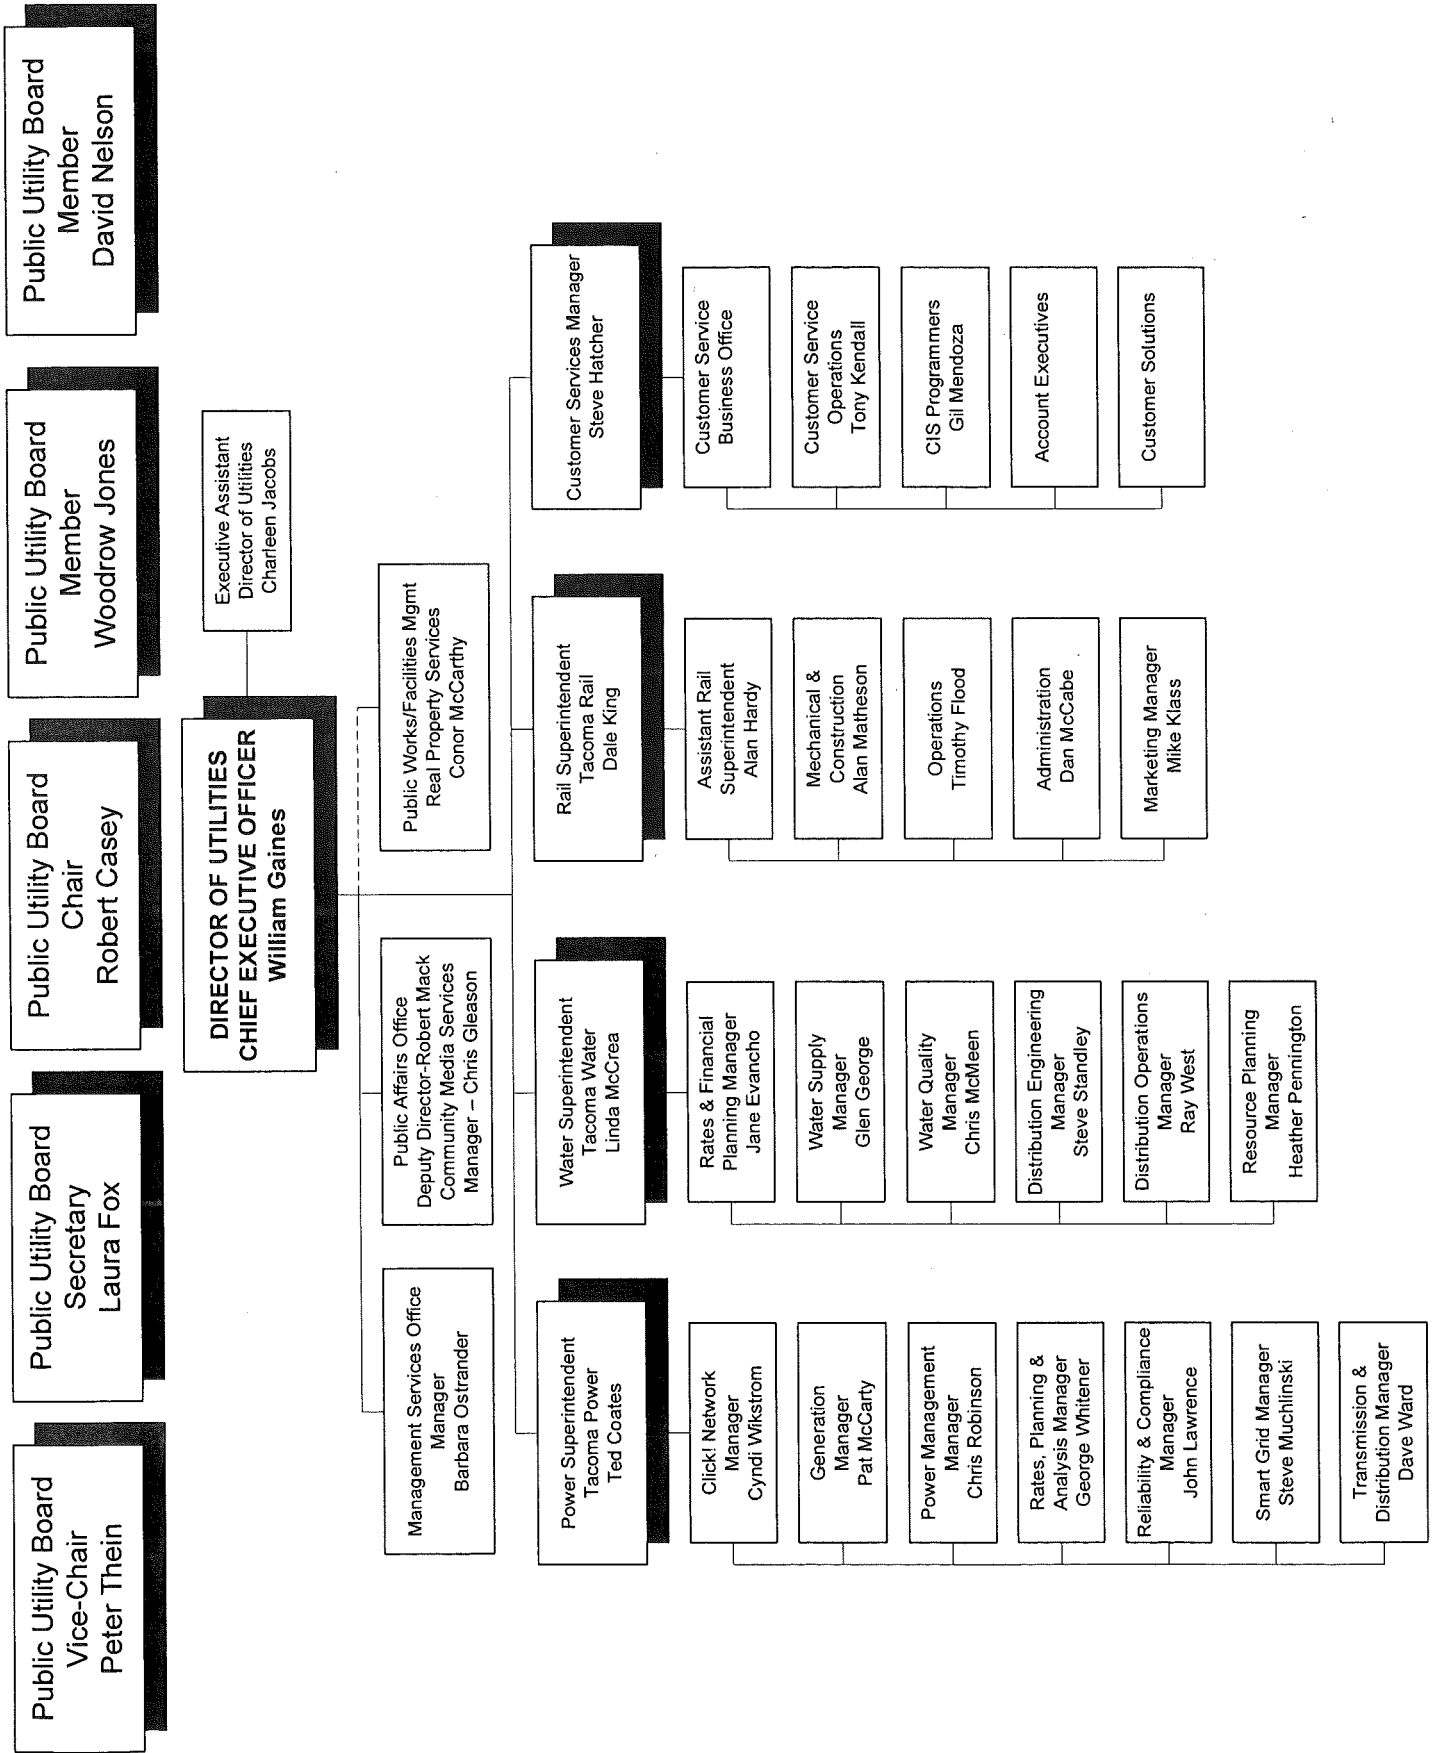 Public Utility Board
Vice-Chair
Peter Thein
Public Utility Board
Secretary
Laura Fox
Public Utility Board
Chair
Robert Casey
Public Utility Board
Member
Woodrow Jones
Public Utility Board
Member
David Nelson
DIRECTOR OF UTILITIES
CHIEF EXECUTIVE OFFICER
William Gaines
Executive Assistant
Director of Utilities
Charleen Jacobs
Management Services Office
Manager
Barbara Ostrander
Public Affairs Office
Deputy Director-Robert Mack
Community Media Services
Manager – Chris Gleason
Public Works/Facilities Mgmt
Real Property Services
Conor McCarthy
Power Superintendent
Tacoma Power
Ted Coates
Click! Network
Manager
Cyndi Wikstrom
Generation
Manager
Pat McCarty
Power Management
Manager
Chris Robinson
Rates, Planning &
Analysis Manager
George Whitener
Reliability & Compliance
Manager
John Lawrence
Smart Grid Manager
Steve Muchlinski
Transmission &
Distribution Manager
Dave Ward
Water Superintendent
Tacoma Water
Linda McCrea
Rates & Financial
Planning Manager
Jane Evancho
Water Supply
Manager
Glen George
Water Quality
Manager
Chris McMeen
Distribution Engineering
Manager
Steve Standley
Distribution Operations
Manager
Ray West
Resource Planning
Manager
Heather Pennington
Rail Superintendent
Tacoma Rail
Dale King
Assistant Rail
Superintendent
Alan Hardy
Mechanical &
Construction
Alan Matheson
Operations
Timothy Flood
Administration
Dan McCabe
Marketing Manager
Mike Klass
Customer Services Manager
Steve Hatcher
Customer Service
Business Office
Customer Service
Operations
Tony Kendall
CIS Programmers
Gil Mendoza
Account Executives
Customer Solutions